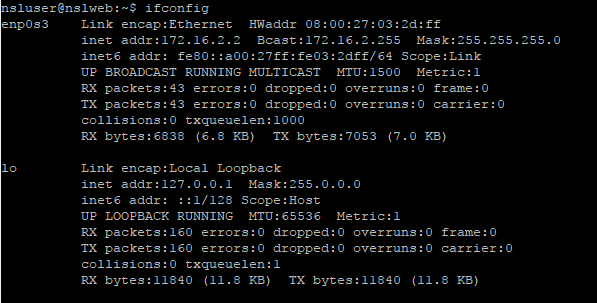 nsluser@nslweb:~$ ifconfig
enp0s3    Link encap:Ethernet  HWaddr 08:00:27:03:2d:ff
          inet addr:172.16.2.2  Bcast:172.16.2.255  Mask:255.255.255.0
          inet6 addr: fe80::a00:27ff:fe03:2dff/64 Scope:Link
          UP BROADCAST RUNNING MULTICAST  MTU:1500  Metric:1
          RX packets:43 errors:0 dropped:0 overruns:0 frame:0
          TX packets:43 errors:0 dropped:0 overruns:0 carrier:0
          collisions:0 txqueuelen:1000
          RX bytes:6838 (6.8 KB)  TX bytes:7053 (7.0 KB)

lo        Link encap:Local Loopback
          inet addr:127.0.0.1  Mask:255.0.0.0
          inet6 addr: ::1/128 Scope:Host
          UP LOOPBACK RUNNING  MTU:65536  Metric:1
          RX packets:160 errors:0 dropped:0 overruns:0 frame:0
          TX packets:160 errors:0 dropped:0 overruns:0 carrier:0
          collisions:0 txqueuelen:1
          RX bytes:11840 (11.8 KB)  TX bytes:11840 (11.8 KB)